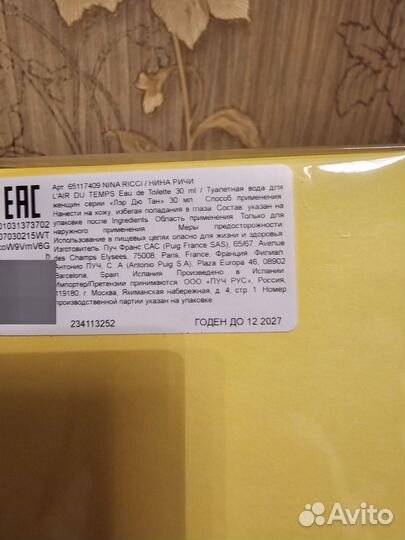 EAC
01031373702
07030215WT
coW9VmV6G
h
Арт 65117409 NINA RICCI / НИНА РИЧИ
L'AIR DU TEMPS Eau de Toilette 30 ml / Туалетная вода для
женщин серии «Лэр Дю Тан» 30 мл Способ применения
Нанести на кожу, избегая попадания в глаза Состав указан на
упаковке после Ingredients Область применения Только для
наружного применения Меры предосторожности
Использование в пищевых целях опасно для жизни и здоровья
Изготовитель Пуч Франс САС (Puig France SAS), 65/67, Avenue
des Champs Elysees, 75008, Paris, France, Франция Филиал
Антонио ПУЧ, С. А (Antonio Puig S.A), Plaza Europa 46, 08902
Barcelona, Spain, Испания Произведено в Испании
Импортер/Претензии принимаются ООО «ПУЧ РУС», Россия,
119180, г. Москва, Якиманская набережная, д. 4, стр 1 Номер
производственной партии указан на упаковке
234113252
ГОДЕН ДО 12 2027
Avito